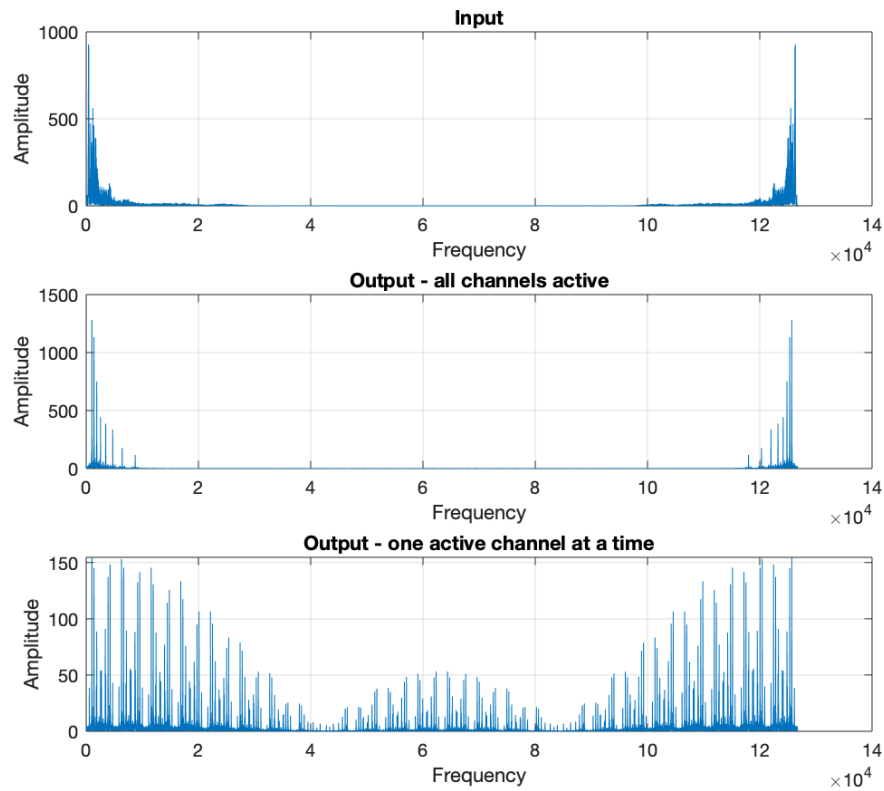 Input
1000
500
0
Amplitude
0 2 4 6 8 10 12 14
Frequency
×10^4
Output - all channels active
1500
1000
500
0
Amplitude
0 2 4 6 8 10 12 14
Frequency
×10^4
Output - one active channel at a time
150
100
50
0
Amplitude
0 2 4 6 8 10 12 14
Frequency
×10^4